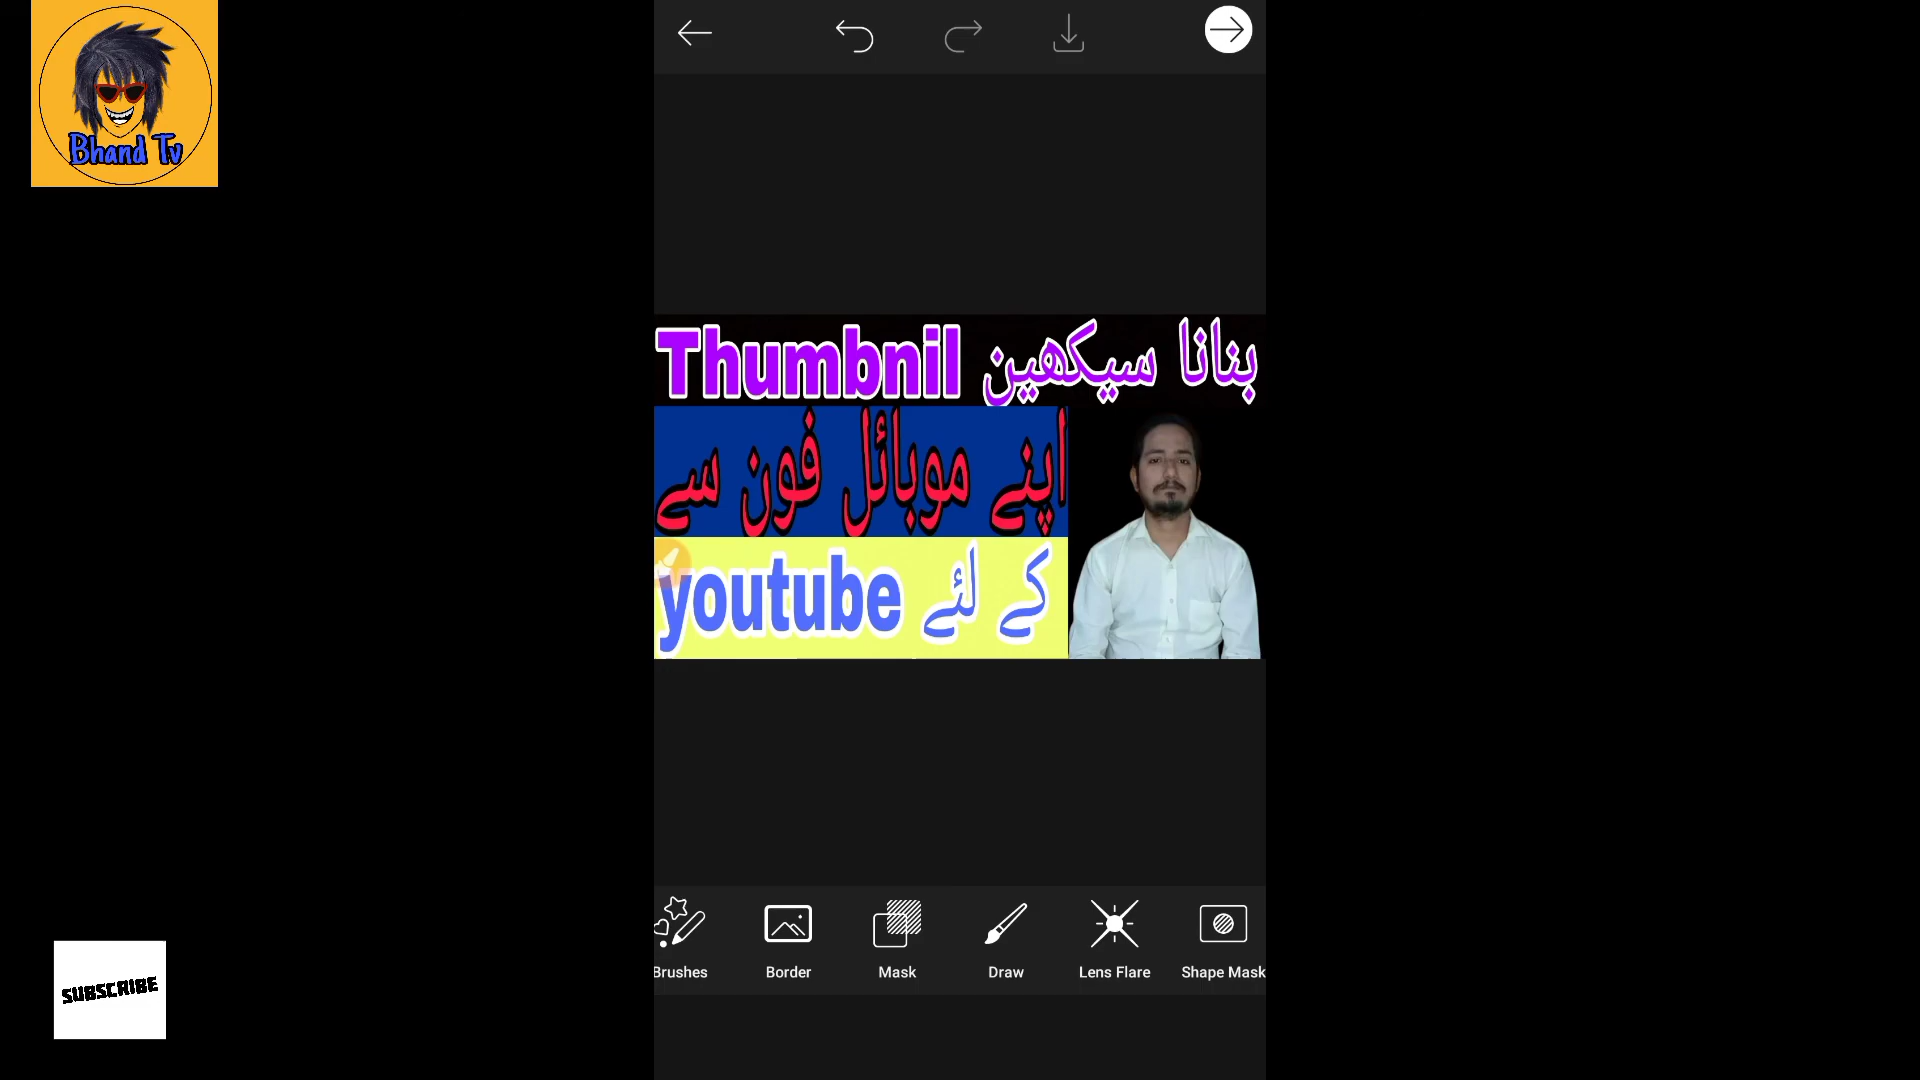 Bhand Tv
Thumbnil بنانا سیکھین
اپنے موبائل فون سے
youtube کے لئے
Brushes Border Mask Draw Lens Flare Shape Mask
SUBSCRIBE